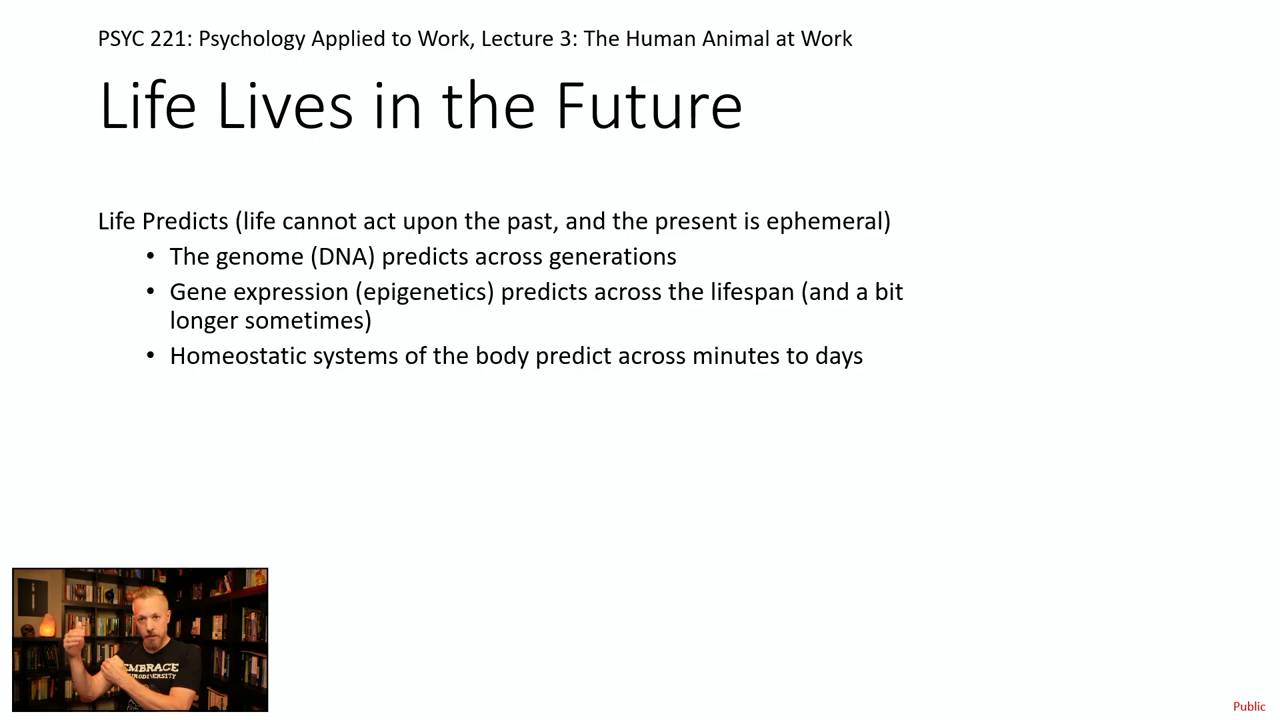 PSYC 221: Psychology Applied to Work, Lecture 3: The Human Animal at Work
Life Lives in the Future
Life Predicts (life cannot act upon the past, and the present is ephemeral)
• The genome (DNA) predicts across generations
• Gene expression (epigenetics) predicts across the lifespan (and a bit
longer sometimes)
• Homeostatic systems of the body predict across minutes to days
EMBRACE
Public